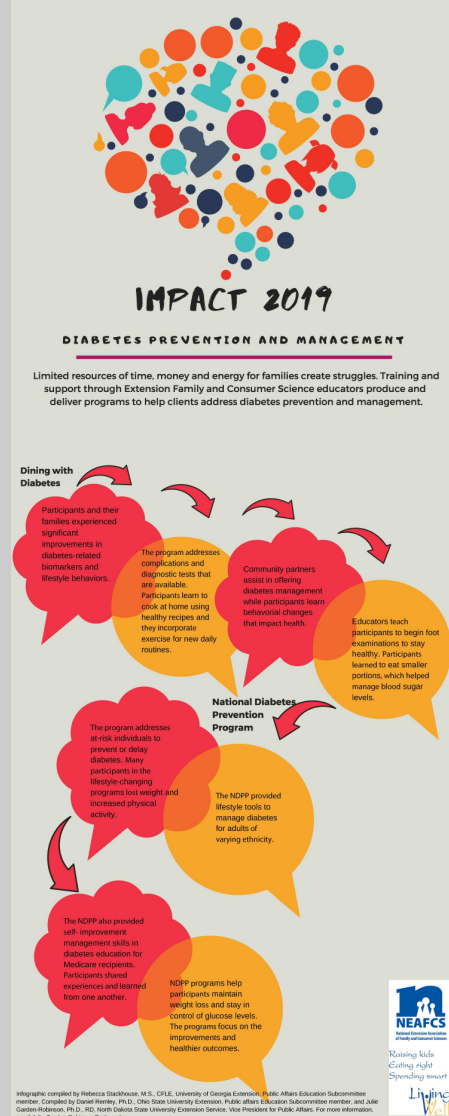 IMPACT 2019
DIABETES PREVENTION AND MANAGEMENT
Limited resources of time, money and energy for families create struggles. Training and
support through Extension Family and Consumer Science educators produce and
deliver programs to help clients address diabetes prevention and management.
Dining with
Diabetes
Participants and their
families experienced
significant
improvements in
diabetes-related
biomarkers and
lifestyle behaviors.
The program addresses
complications and
diagnostic tests that
are available.
Participants learn to
cook at home using
healthy recipes and
they incorporate
exercise for new daily
routines.
Community partners
assist in offering
diabetes management
while participants learn
behavorial changes
that impact health.
Educators teach
participants to begin foot
examinations to stay
healthy. Participants
learned to eat smaller
portions, which helped
manage blood sugar
levels.
National Diabetes
Prevention
Program
The program addresses
at-risk individuals to
prevent or delay
diabetes. Many
participants in the
lifestyle-changing
programs lost weight and
increased physical
activity.
The NDPP provided
lifestyle tools to
manage diabetes
for adults of
varying ethnicity.
The NDPP also provided
self- improvement
management skills in
diabetes education for
Medicare recipients.
Participants shared
experiences and learned
from one another.
NDPP programs help
participants maintain
weight loss and stay in
control of glucose levels.
The programs focus on the
improvements and
healthier outcomes.
NEAFCS
National Extension Association
of Family and Consumer Sciences
Raising kids
Eating right
Spending smart
Living
Well
Infographic compiled by Rebecca Stackhouse, M.S., CFLE, University of Georgia Extension, Public Affairs Education Subcommittee
member, Compiled by Daniel Remley, Ph.D., Ohio State University Extension, Public affairs Education Subcommittee member, and Julie
Garden-Robinson, Ph.D., RD, North Dakota State University Extension Service, Vice President for Public Affairs. For more information,